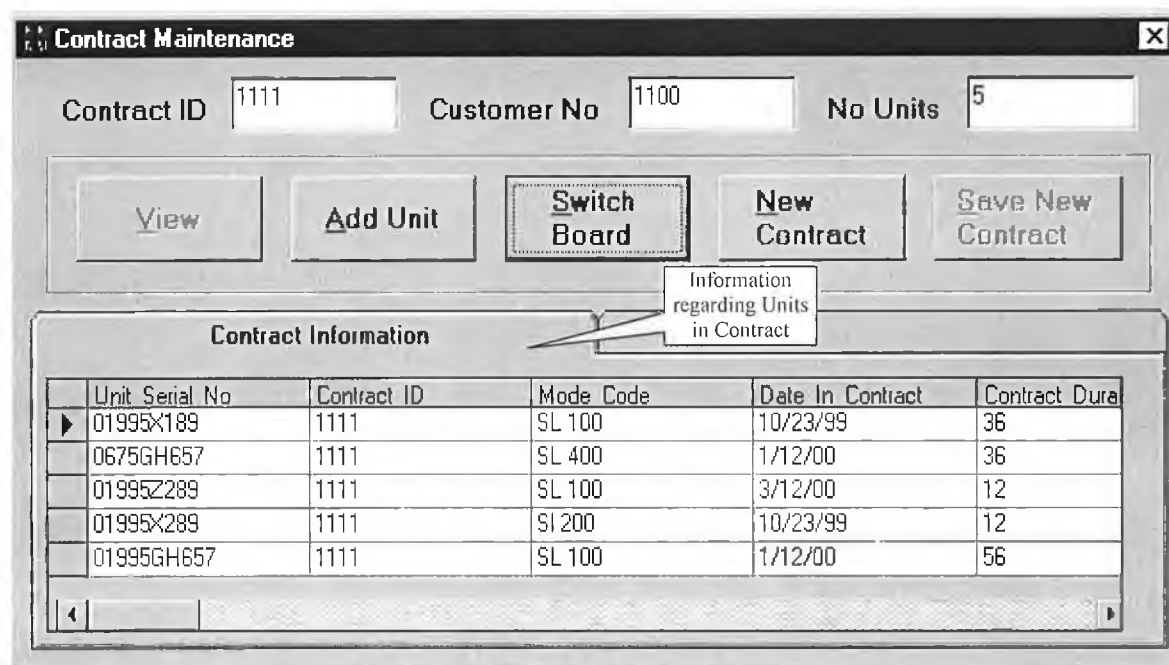 Contract Maintenance
Contract ID 1111 Customer No 1100 No Units 5
View Add Unit Switch Board New Contract Save New Contract
Information
regarding Units
in Contract
Contract Information
Unit Serial No Contract ID Mode Code Date In Contract Contract Dura
01995X189 1111 SL 100 10/23/99 36
0675GH657 1111 SL 400 1/12/00 36
01995Z289 1111 SL 100 3/12/00 12
01995X289 1111 Sl 200 10/23/99 12
01995GH657 1111 SL 100 1/12/00 56